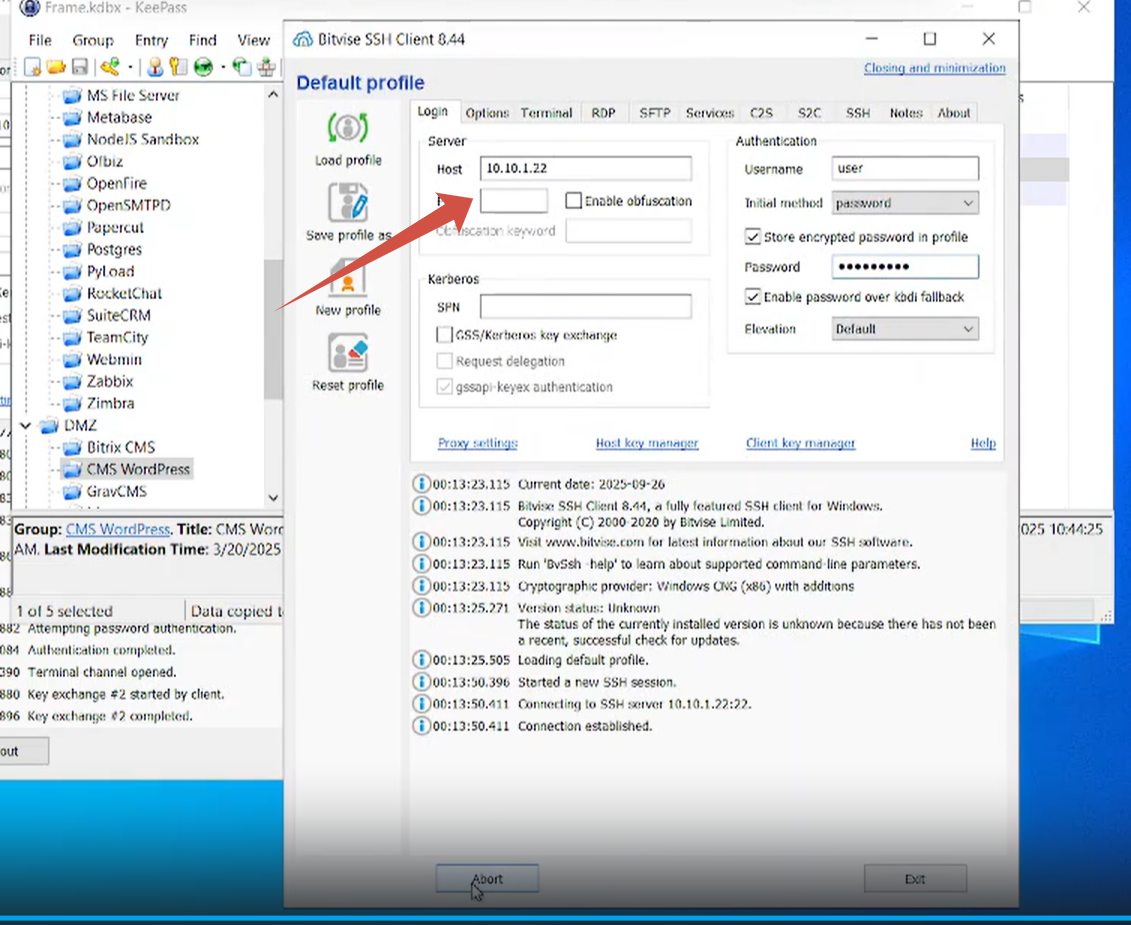 Frame.kdbx - KeePass
File Group Entry Find View
MS File Server
Metabase
NodeJS Sandbox
Ofbiz
OpenFire
OpenSMTPD
Papercut
Postgres
PyLoad
RocketChat
SuiteCRM
TeamCity
Webmin
Zabbix
Zimbra
DMZ
Bitrix CMS
CMS WordPress
GravCMS
Group: CMS WordPress. Title: CMS Wor
AM. Last Modification Time: 3/20/2025
025 10:44:25
1 of 5 selected
Data copied t
882 Attempting password authentication.
084 Authentication completed.
390 Terminal channel opened.
880 Key exchange #2 started by client.
896 Key exchange #2 completed.
out
Bitvise SSH Client 8.44
Closing and minimization
Default profile
Load profile
Save profile as
New profile
Reset profile
Login Options Terminal RDP SFTP Services C2S S2C SSH Notes About
Server
Host 10.10.1.22
Enable obfuscation
Obfuscation keyword
Kerberos
SPN
GSS/Kerberos key exchange
Request delegation
gssapi-keyex authentication
Authentication
Username user
Initial method password
Store encrypted password in profile
Password •••••••••
Enable password over kbdi fallback
Elevation Default
Proxy settings Host key manager Client key manager Help
00:13:23.115 Current date: 2025-09-26
00:13:23.115 Bitvise SSH Client 8.44, a fully featured SSH client for Windows.
Copyright (C) 2000-2020 by Bitvise Limited.
00:13:23.115 Visit www.bitvise.com for latest information about our SSH software.
00:13:23.115 Run 'BvSsh -help' to learn about supported command-line parameters.
00:13:23.115 Cryptographic provider: Windows CNG (x86) with additions
00:13:25.271 Version status: Unknown
The status of the currently installed version is unknown because there has not been
a recent, successful check for updates.
00:13:25.505 Loading default profile.
00:13:50.396 Started a new SSH session.
00:13:50.411 Connecting to SSH server 10.10.1.22:22.
00:13:50.411 Connection established.
Abort
Exit